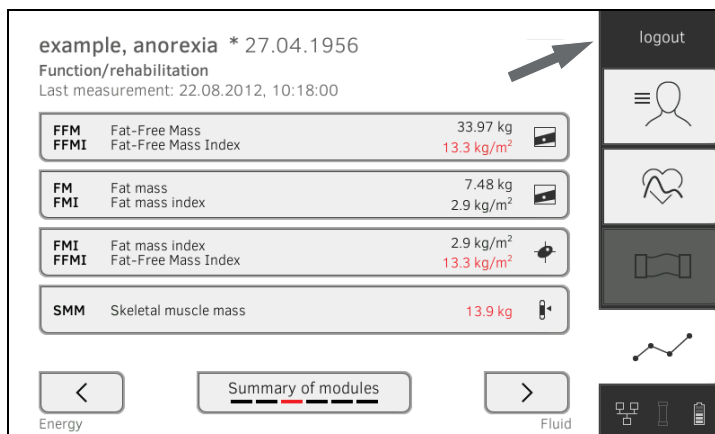 example, anorexia * 27.04.1956
logout
Function/rehabilitation
Last measurement: 22.08.2012, 10:18:00
FFM Fat-Free Mass 33.97 kg
FFMI Fat-Free Mass Index 13.3 kg/m²
FM Fat mass 7.48 kg
FMI Fat mass index 2.9 kg/m²
FMI Fat mass index 2.9 kg/m²
FFMI Fat-Free Mass Index 13.3 kg/m²
SMM Skeletal muscle mass 13.9 kg
Summary of modules
Energy Fluid